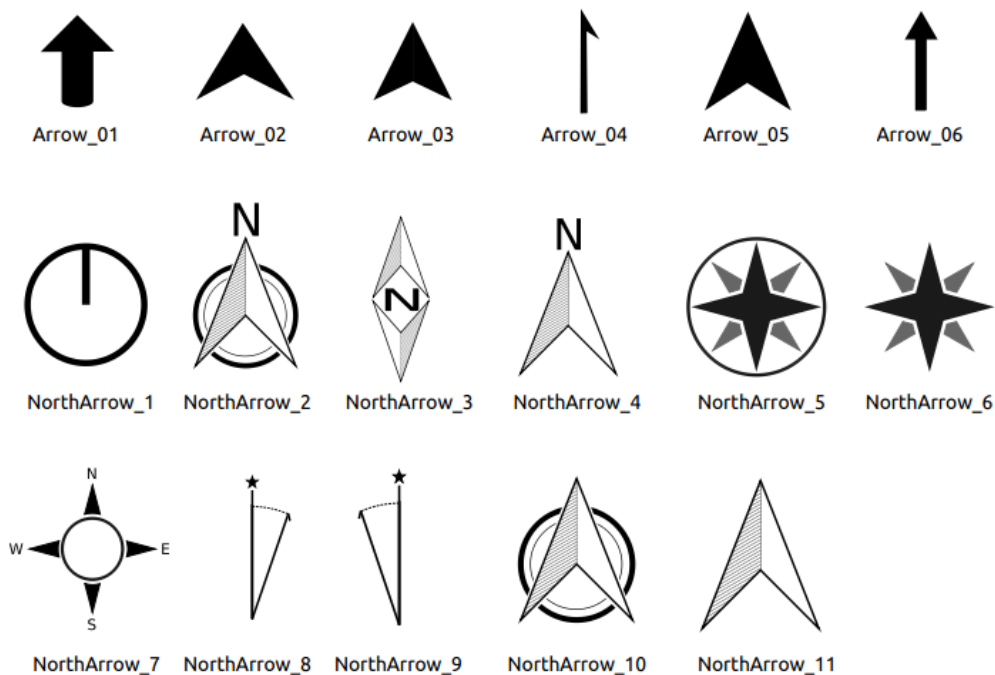 Arrow_01 Arrow_02 Arrow_03 Arrow_04 Arrow_05 Arrow_06
N N
N
NorthArrow_1 NorthArrow_2 NorthArrow_3 NorthArrow_4 NorthArrow_5 NorthArrow_6
N
W E
S
NorthArrow_7 NorthArrow_8 NorthArrow_9 NorthArrow_10 NorthArrow_11